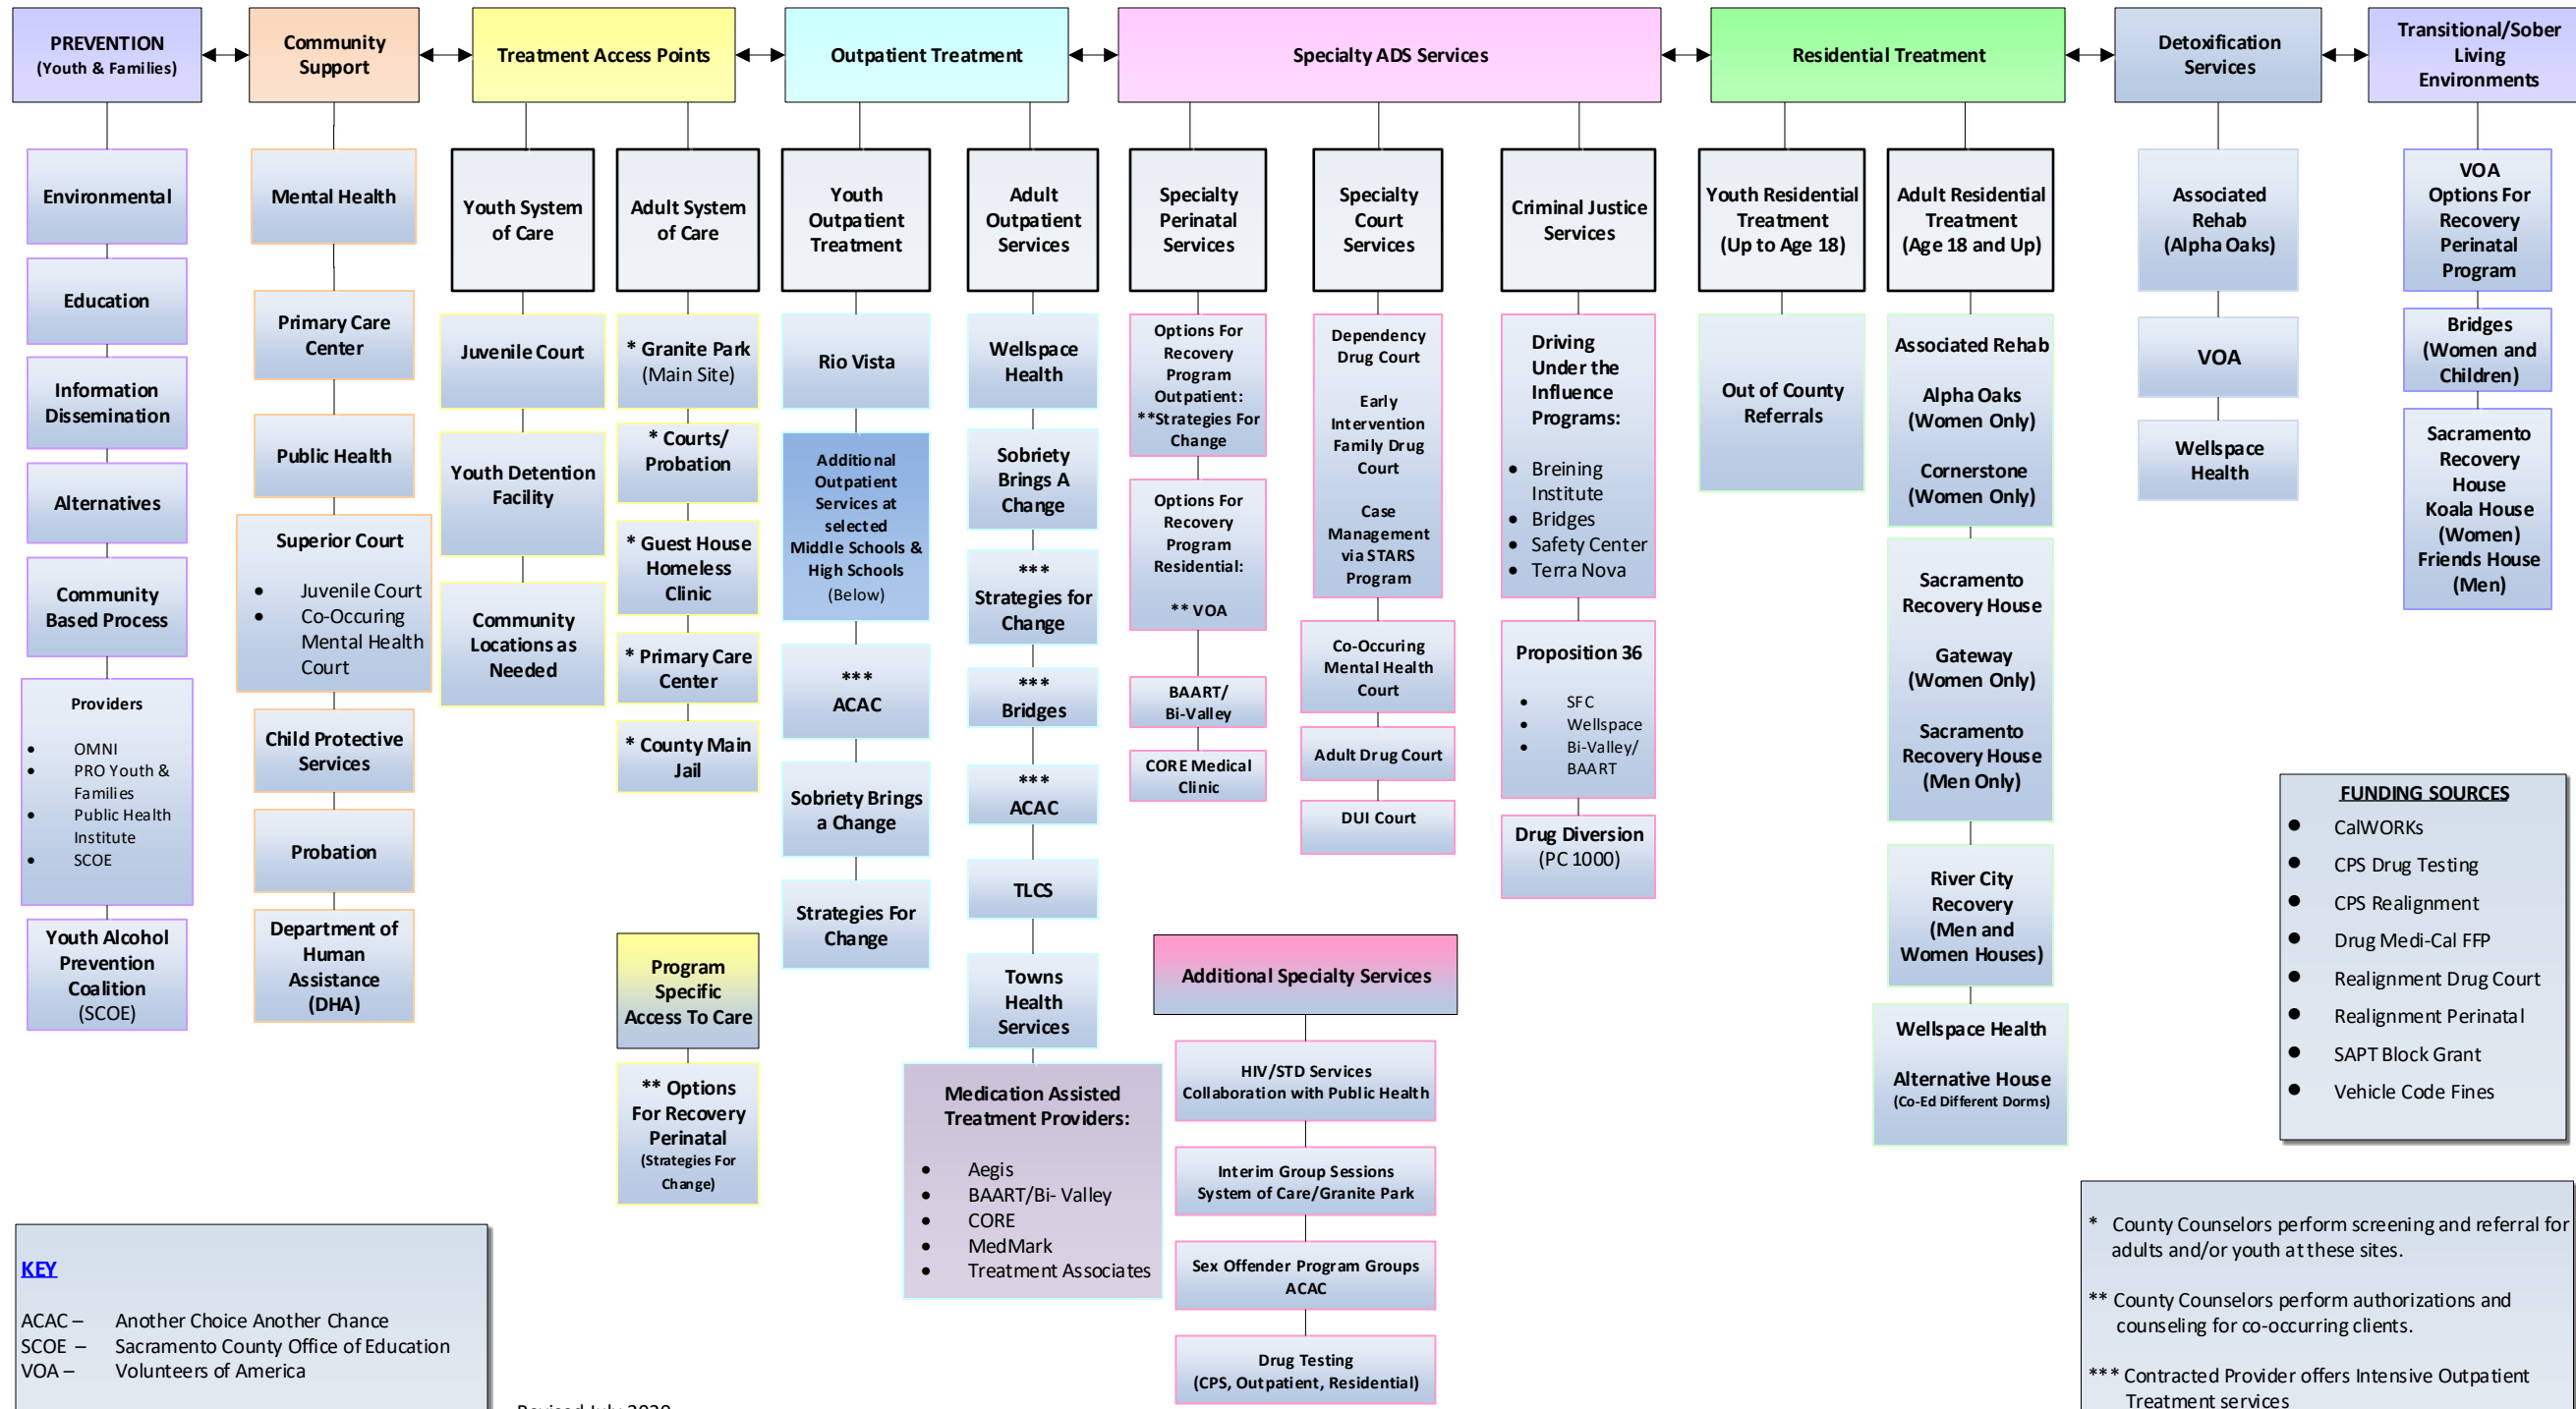 PREVENTION
(Youth & Families)
Community
Support
Treatment Access Points
Outpatient Treatment
Specialty ADS Services
Residential Treatment
Detoxification
Services
Transitional/Sober
Living
Environments
Environmental
Education
Information
Dissemination
Alternatives
Community
Based Process
Providers
• OMNI
• PRO Youth &
Families
• Public Health
Institute
• SCOE
Youth Alcohol
Prevention
Coalition
(SCOE)
Mental Health
Primary Care
Center
Public Health
Superior Court
• Juvenile Court
• Co-Occuring
Mental Health
Court
Child Protective
Services
Probation
Department of
Human
Assistance
(DHA)
Youth System
of Care
Juvenile Court
Youth Detention
Facility
Community
Locations as
Needed
Adult System
of Care
* Granite Park
(Main Site)
* Courts/
Probation
* Guest House
Homeless
Clinic
* Primary Care
Center
* County Main
Jail
Program
Specific
Access To Care
** Options
For Recovery
Perinatal
(Strategies For
Change)
Youth
Outpatient
Treatment
Rio Vista
Additional
Outpatient
Services at
selected
Middle Schools &
High Schools
(Below)
***
ACAC
Sobriety Brings
a Change
Strategies For
Change
Adult
Outpatient
Services
Wellspace
Health
Sobriety
Brings A
Change
***
Strategies for
Change
***
Bridges
***
ACAC
TLCS
Towns
Health
Services
Medication Assisted
Treatment Providers:
• Aegis
• BAART/Bi- Valley
• CORE
• MedMark
• Treatment Associates
Specialty
Perinatal
Services
Options For
Recovery
Program
Outpatient:
**Strategies For
Change
Options For
Recovery
Program
Residential:
** VOA
BAART/
Bi-Valley
CORE Medical
Clinic
Specialty
Court
Services
Dependency
Drug Court
Early
Intervention
Family Drug
Court
Case
Management
via STARS
Program
Co-Occuring
Mental Health
Court
Adult Drug Court
DUI Court
Criminal Justice
Services
Driving
Under the
Influence
Programs:
• Breining
Institute
• Bridges
• Safety Center
• Terra Nova
Proposition 36
• SFC
• Wellspace
• Bi-Valley/
BAART
Drug Diversion
(PC 1000)
Additional Specialty Services
HIV/STD Services
Collaboration with Public Health
Interim Group Sessions
System of Care/Granite Park
Sex Offender Program Groups
ACAC
Drug Testing
(CPS, Outpatient, Residential)
Youth Residential
Treatment
(Up to Age 18)
Out of County
Referrals
Adult Residential
Treatment
(Age 18 and Up)
Associated Rehab
Alpha Oaks
(Women Only)
Cornerstone
(Women Only)
Sacramento
Recovery House
Gateway
(Women Only)
Sacramento
Recovery House
(Men Only)
River City
Recovery
(Men and
Women Houses)
Wellspace Health
Alternative House
(Co-Ed Different Dorms)
Associated
Rehab
(Alpha Oaks)
VOA
Wellspace
Health
VOA
Options For
Recovery
Perinatal
Program
Bridges
(Women and
Children)
Sacramento
Recovery
House
Koala House
(Women)
Friends House
(Men)
FUNDING SOURCES
• CalWORKs
• CPS Drug Testing
• CPS Realignment
• Drug Medi-Cal FFP
• Realignment Drug Court
• Realignment Perinatal
• SAPT Block Grant
• Vehicle Code Fines
KEY
ACAC – Another Choice Another Chance
SCOE – Sacramento County Office of Education
VOA – Volunteers of America
Revised July 2020
* County Counselors perform screening and referral for
adults and/or youth at these sites.
** County Counselors perform authorizations and
counseling for co-occurring clients.
*** Contracted Provider offers Intensive Outpatient
Treatment services